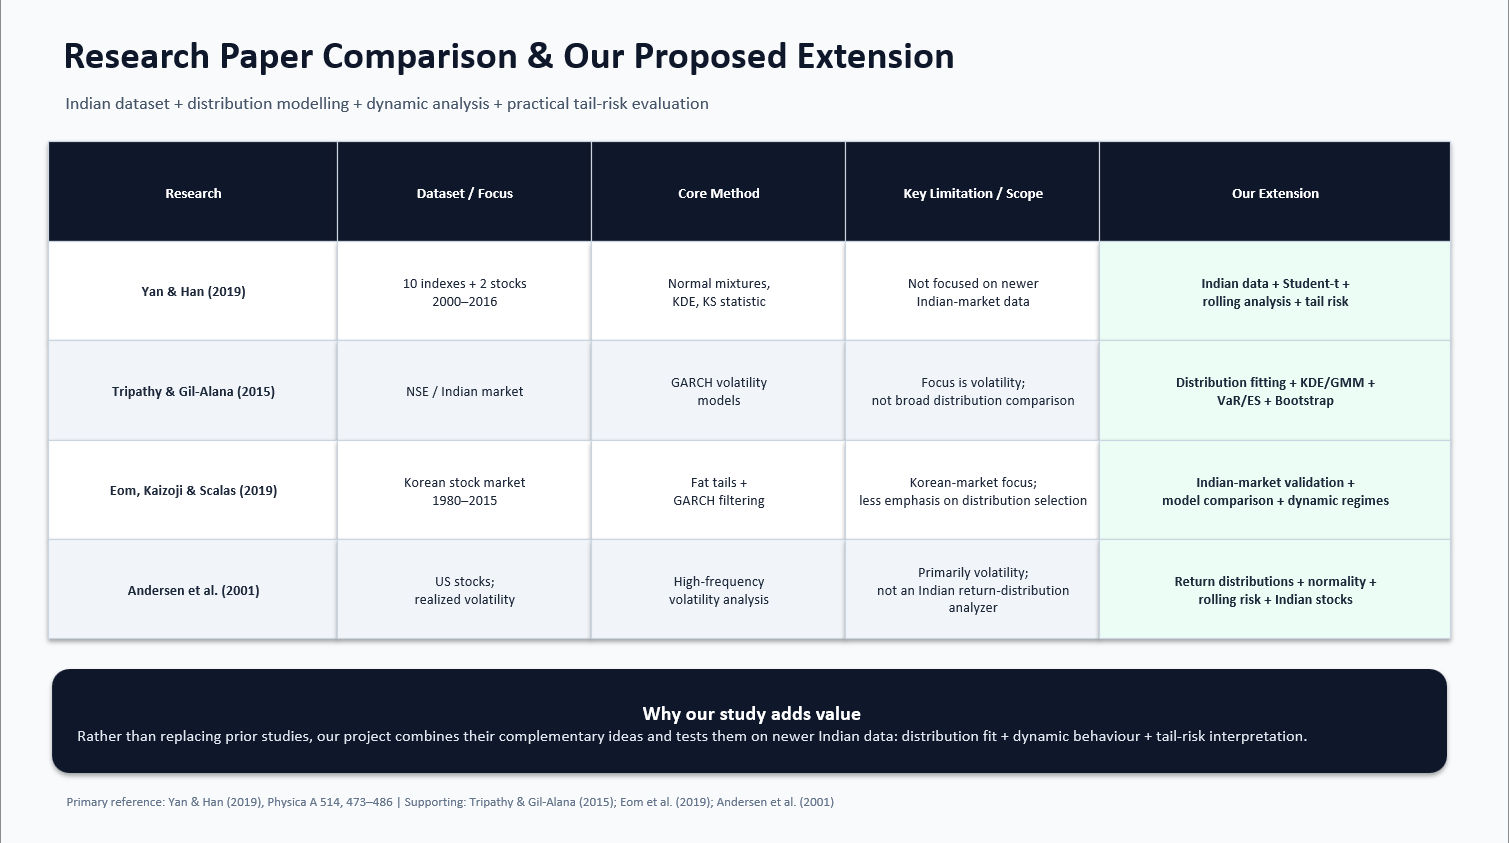 Research Paper Comparison & Our Proposed Extension
Indian dataset + distribution modelling + dynamic analysis + practical tail-risk evaluation
Research
Dataset / Focus
Core Method
Key Limitation / Scope
Our Extension
Yan & Han (2019)
10 indexes + 2 stocks
2000–2016
Normal mixtures,
KDE, KS statistic
Not focused on newer
Indian-market data
Indian data + Student-t +
rolling analysis + tail risk
Tripathy & Gil-Alana (2015)
NSE / Indian market
GARCH volatility
models
Focus is volatility;
not broad distribution comparison
Distribution fitting + KDE/GMM +
VaR/ES + Bootstrap
Eom, Kaizoji & Scalas (2019)
Korean stock market
1980–2015
Fat tails +
GARCH filtering
Korean-market focus;
less emphasis on distribution selection
Indian-market validation +
model comparison + dynamic regimes
Andersen et al. (2001)
US stocks;
realized volatility
High-frequency
volatility analysis
Primarily volatility;
not an Indian return-distribution
analyzer
Return distributions + normality +
rolling risk + Indian stocks
Why our study adds value
Rather than replacing prior studies, our project combines their complementary ideas and tests them on newer Indian data: distribution fit + dynamic behaviour + tail-risk interpretation.
Primary reference: Yan & Han (2019), Physica A 514, 473–486 | Supporting: Tripathy & Gil-Alana (2015); Eom et al. (2019); Andersen et al. (2001)